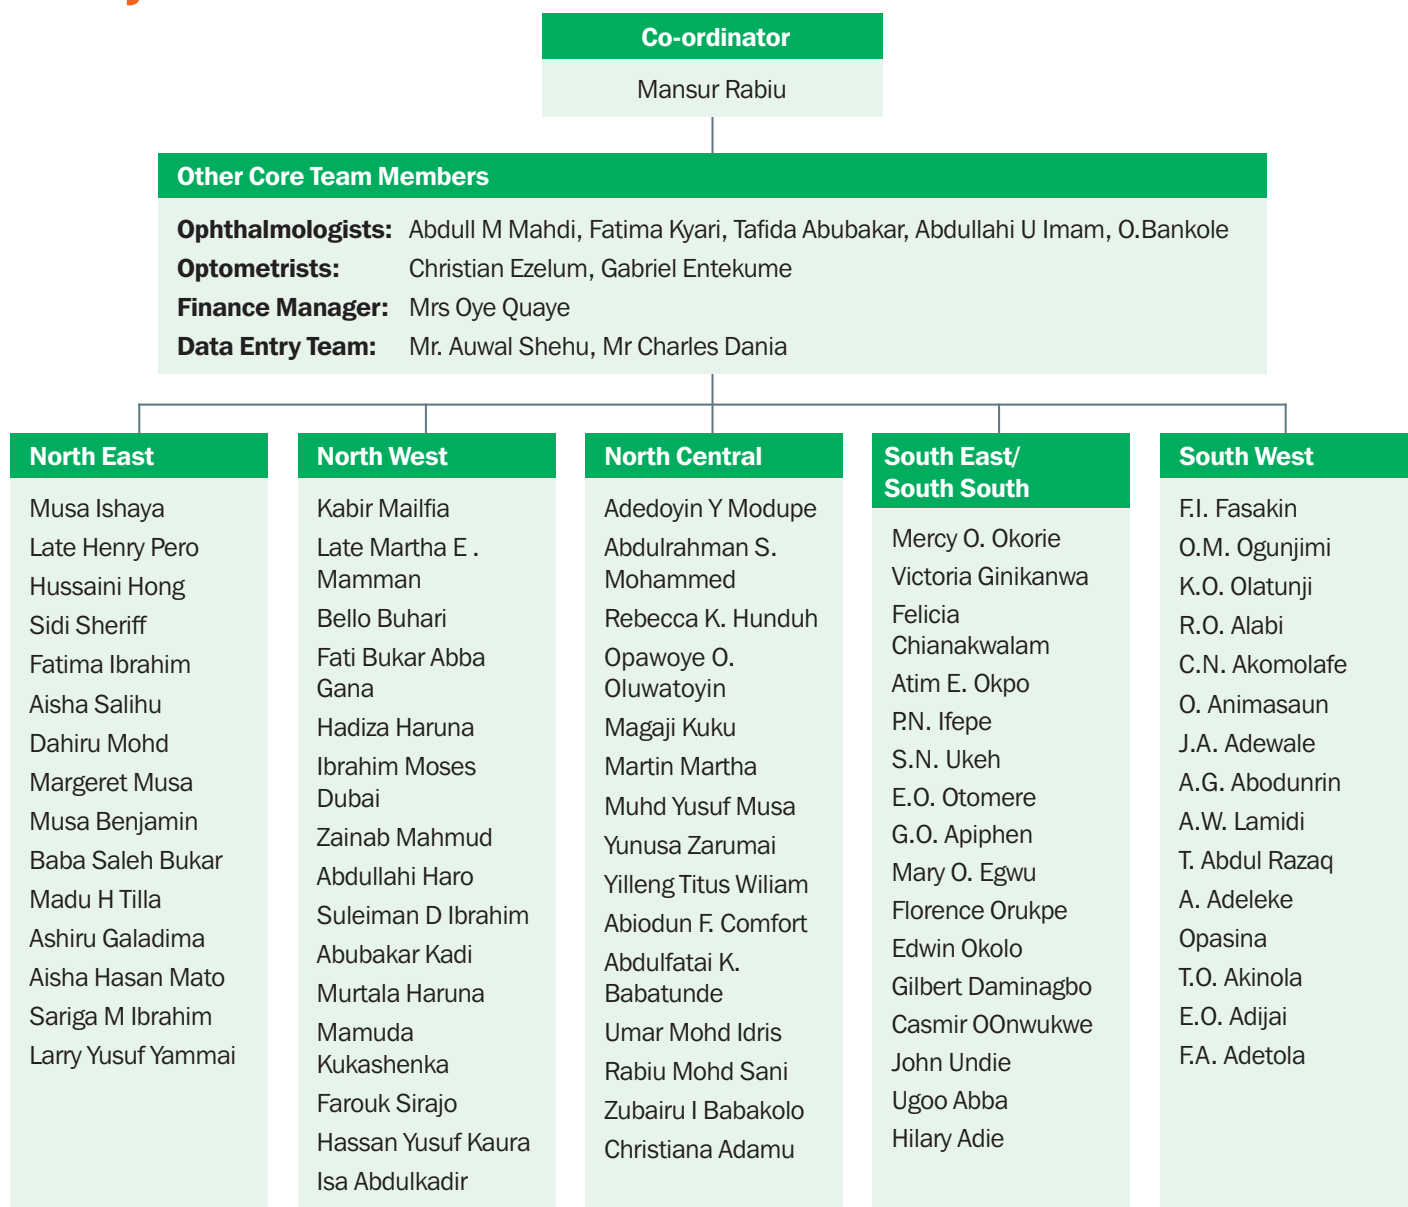 Co-ordinator
Mansur Rabiu
Other Core Team Members
Ophthalmologists: Abdull M Mahdi, Fatima Kyari, Tafida Abubakar, Abdullahi U Imam, O.Bankole
Optometrists: Christian Ezelum, Gabriel Entekume
Finance Manager: Mrs Oye Quaye
Data Entry Team: Mr. Auwal Shehu, Mr Charles Dania
North East
Musa Ishaya
Late Henry Pero
Hussaini Hong
Sidi Sheriff
Fatima Ibrahim
Aisha Salihu
Dahiru Mohd
Margeret Musa
Musa Benjamin
Baba Saleh Bukar
Madu H Tilla
Ashiru Galadima
Aisha Hasan Mato
Sariga M Ibrahim
Larry Yusuf Yammai
North West
Kabir Mailfia
Late Martha E .
Mamman
Bello Buhari
Fati Bukar Abba
Gana
Hadiza Haruna
Ibrahim Moses
Dubai
Zainab Mahmud
Abdullahi Haro
Suleiman D Ibrahim
Abubakar Kadi
Murtala Haruna
Mamuda
Kukashenka
Farouk Sirajo
Hassan Yusuf Kaura
Isa Abdulkadir
North Central
Adedoyin Y Modupe
Abdulrahman S.
Mohammed
Rebecca K. Hunduh
Opawoye O.
Oluwatoyin
Magaji Kuku
Martin Martha
Muhd Yusuf Musa
Yunusa Zarumai
Yilleng Titus Wiliam
Abiodun F. Comfort
Abdulfatai K.
Babatunde
Umar Mohd Idris
Rabiu Mohd Sani
Zubairu I Babakolo
Christiana Adamu
South East/
South South
Mercy O. Okorie
Victoria Ginikanwa
Felicia
Chianakwalam
Atim E. Okpo
P.N. Ifepe
S.N. Ukeh
E.O. Otomere
G.O. Apiphen
Mary O. Egwu
Florence Orukpe
Edwin Okolo
Gilbert Daminagbo
Casmir OOnwukwe
John Undie
Ugoo Abba
Hilary Adie
South West
F.I. Fasakin
O.M. Ogunjimi
K.O. Olatunji
R.O. Alabi
C.N. Akomolafe
O. Animasaun
J.A. Adewale
A.G. Abodunrin
A.W. Lamidi
T. Abdul Razaq
A. Adeleke
Opasina
T.O. Akinola
E.O. Adijai
F.A. Adetola